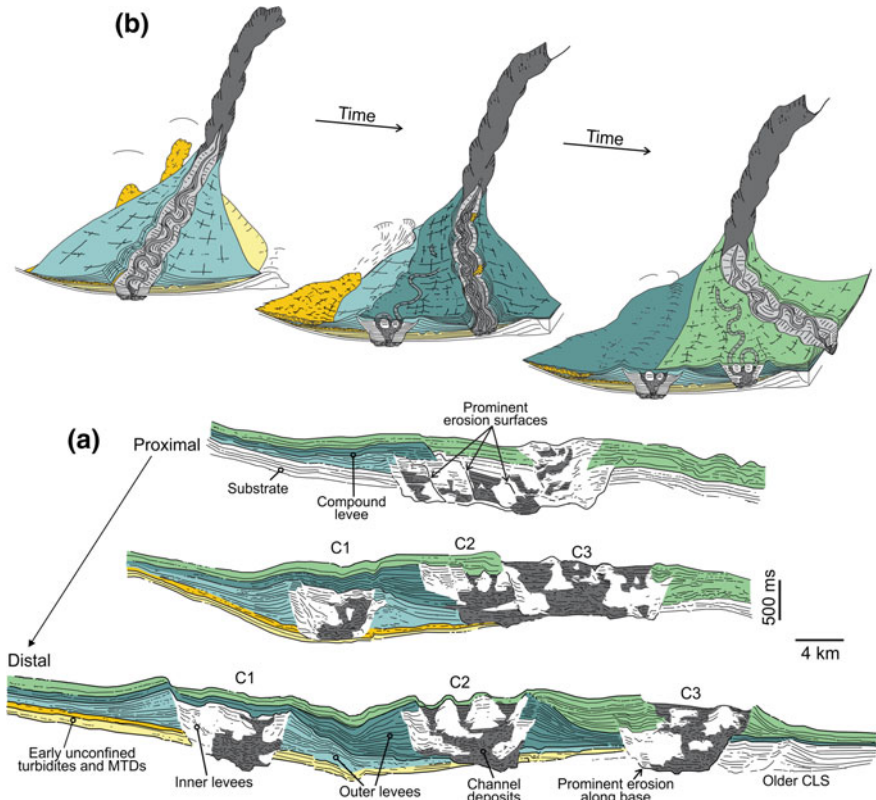 (b)
Time
Time
(a)
Proximal
Prominent
erosion surfaces
Substrate
Compound
levee
C1
C2
C3
500 ms
4 km
Distal
C1
C2
C3
Early unconfined
turbidites and MTDs
Inner levees
Outer levees
Channel
deposits
Prominent erosion
along base
Older CLS